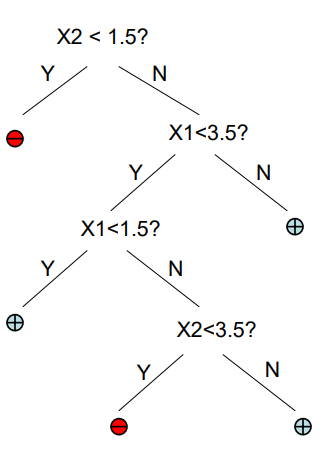 X2 < 1.5?
Y N
X1<3.5?
Y N
X1<1.5?
Y N
X2<3.5?
Y N